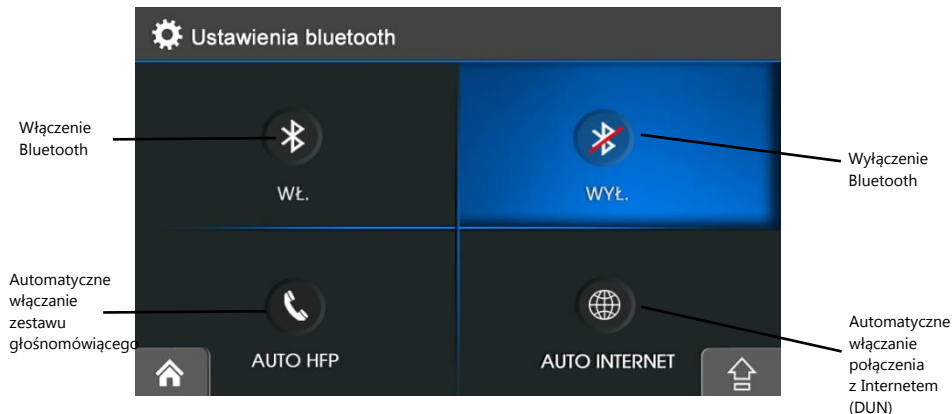 Ustawienia bluetooth
Włączenie
Bluetooth
WŁ.
WYŁ.
Wyłączenie
Bluetooth
Automatyczne
włączanie
zestawu
głośnomówiącego
AUTO HFP
AUTO INTERNET
Automatyczne
włączanie
połączenia
z Internetem
(DUN)